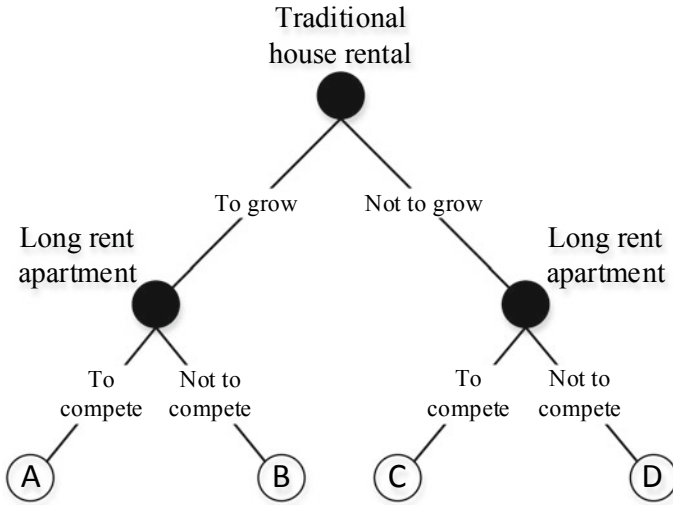 Traditional
house rental
To grow
Not to grow
Long rent
apartment
Long rent
apartment
To
compete
Not to
compete
To
compete
Not to
compete
A
B
C
D